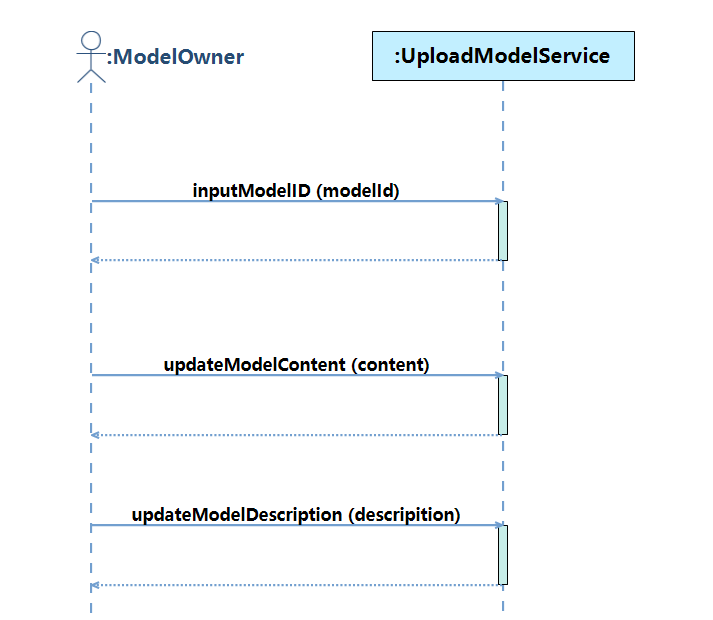 :ModelOwner
:UploadModelService
inputModelID (modelId)
updateModelContent (content)
updateModelDescription (descripition)